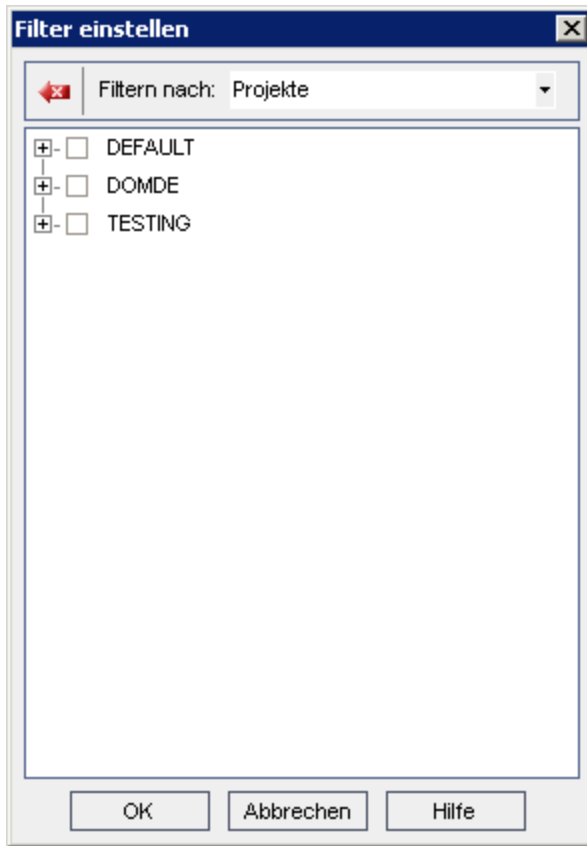 Filter einstellen
Filtern nach: Projekte
DEFAULT
DOMDE
TESTING
OK Abbrechen Hilfe